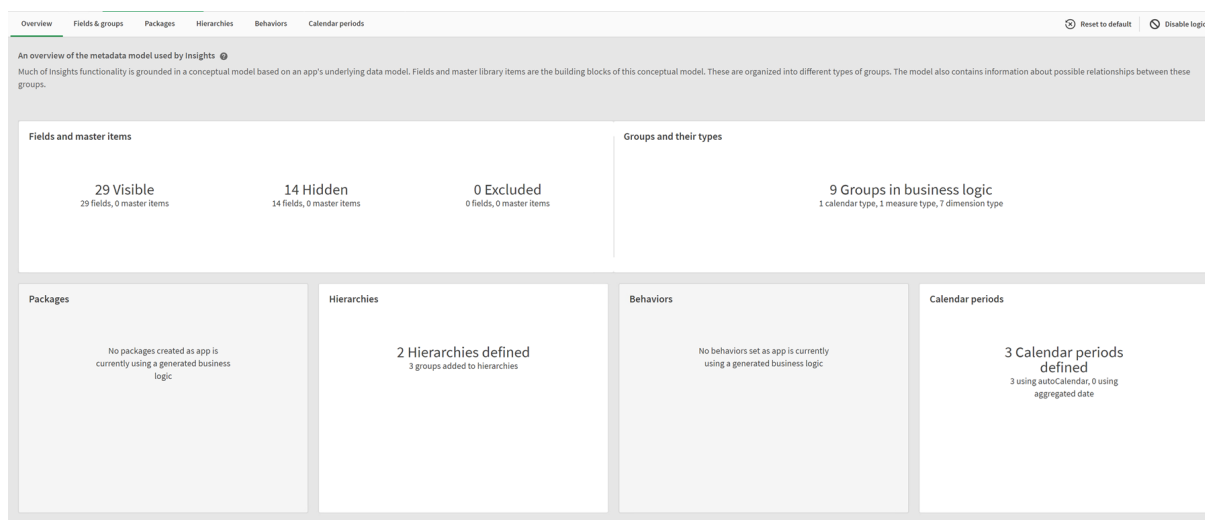 Overview Fields & groups Packages Hierarchies Behaviors Calendar periods Reset to default Disable logic
An overview of the metadata model used by Insights
Much of Insights functionality is grounded in a conceptual model based on an app's underlying data model. Fields and master library items are the building blocks of this conceptual model. These are organized into different types of groups. The model also contains information about possible relationships between these
groups.
Fields and master items
29 Visible
29 fields, 0 master items
14 Hidden
14 fields, 0 master items
0 Excluded
0 fields, 0 master items
Groups and their types
9 Groups in business logic
1 calendar type, 1 measure type, 7 dimension type
Packages
No packages created as app is
currently using a generated business
logic
Hierarchies
2 Hierarchies defined
3 groups added to hierarchies
Behaviors
No behaviors set as app is currently
using a generated business logic
Calendar periods
3 Calendar periods
defined
3 using autoCalendar, 0 using
aggregated date